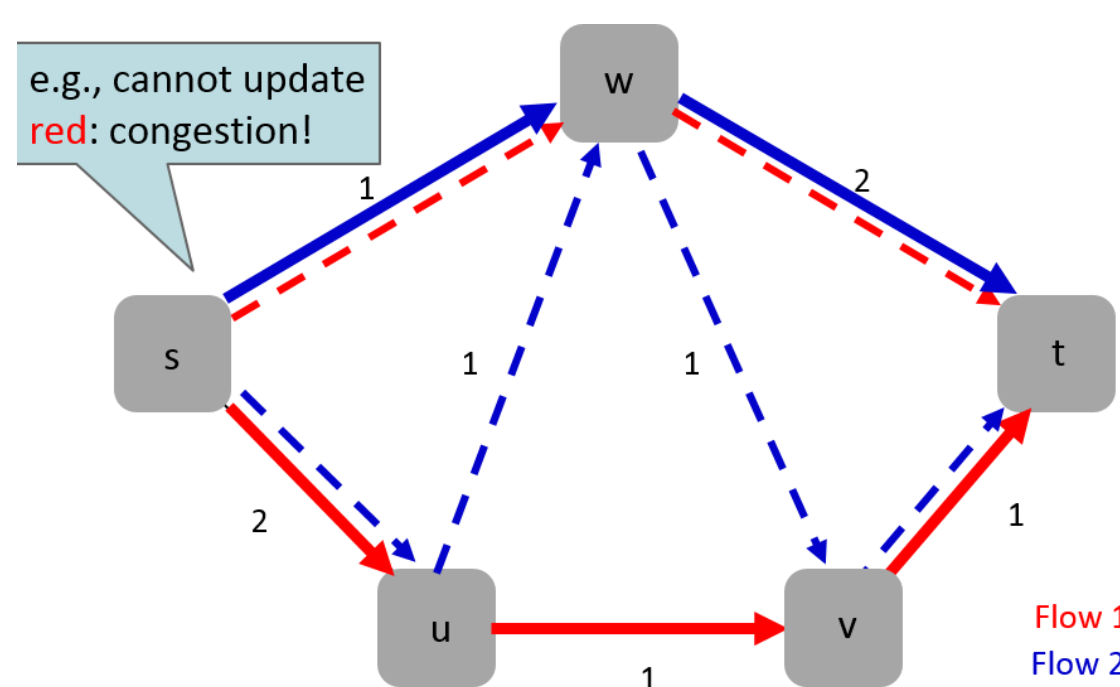 e.g., cannot update
red: congestion!
w
1
2
s
1
1
t
2
1
u
v
Flow 1
Flow 2
1